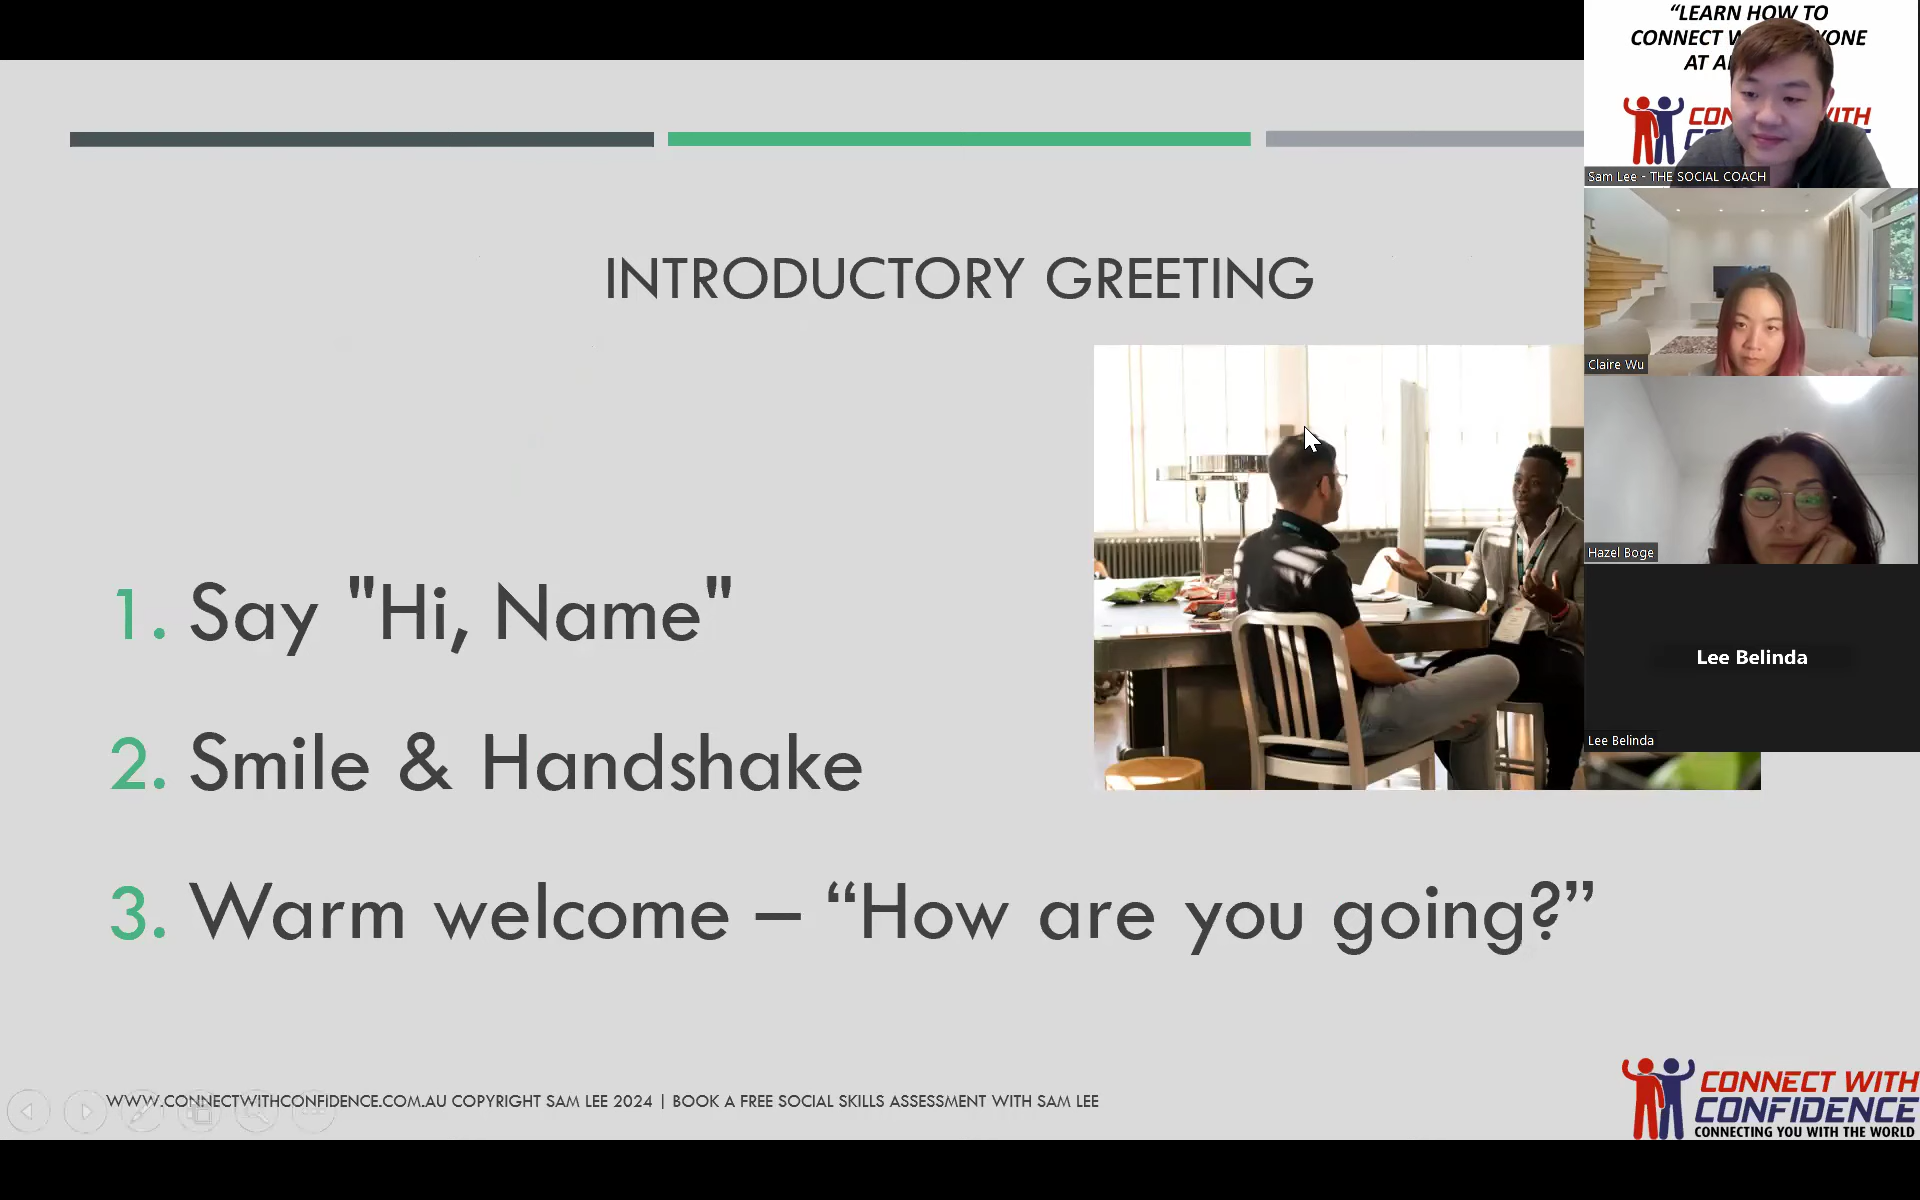 INTRODUCTORY GREETING
1. Say "Hi, Name"
2. Smile & Handshake
3. Warm welcome – “How are you going?”
WWW.CONNECTWITHCONFIDENCE.COM.AU COPYRIGHT SAM LEE 2024 | BOOK A FREE SOCIAL SKILLS ASSESSMENT WITH SAM LEE
CONNECT WITH
CONFIDENCE
CONNECTING YOU WITH THE WORLD
“LEARN HOW TO
CONNECT
AT
Sam Lee - THE SOCIAL COACH
Claire Wu
Hazel Boge
Lee Belinda
Lee Belinda